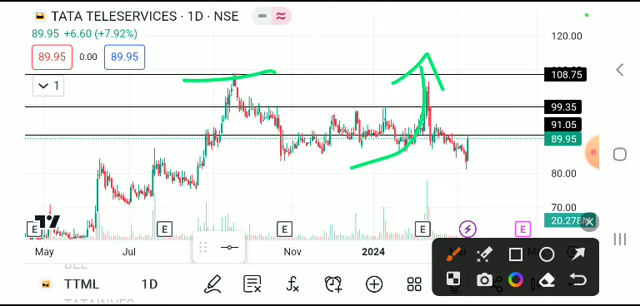 TATA TELESERVICES · 1D · NSE
89.95 +6.60 (+7.92%)
89.95 0.00 89.95
1
120.00
108.75
99.35
91.05
89.95
80.00
70.00
20.278
E E E E E
May Jul Nov 2024
TTML 1D